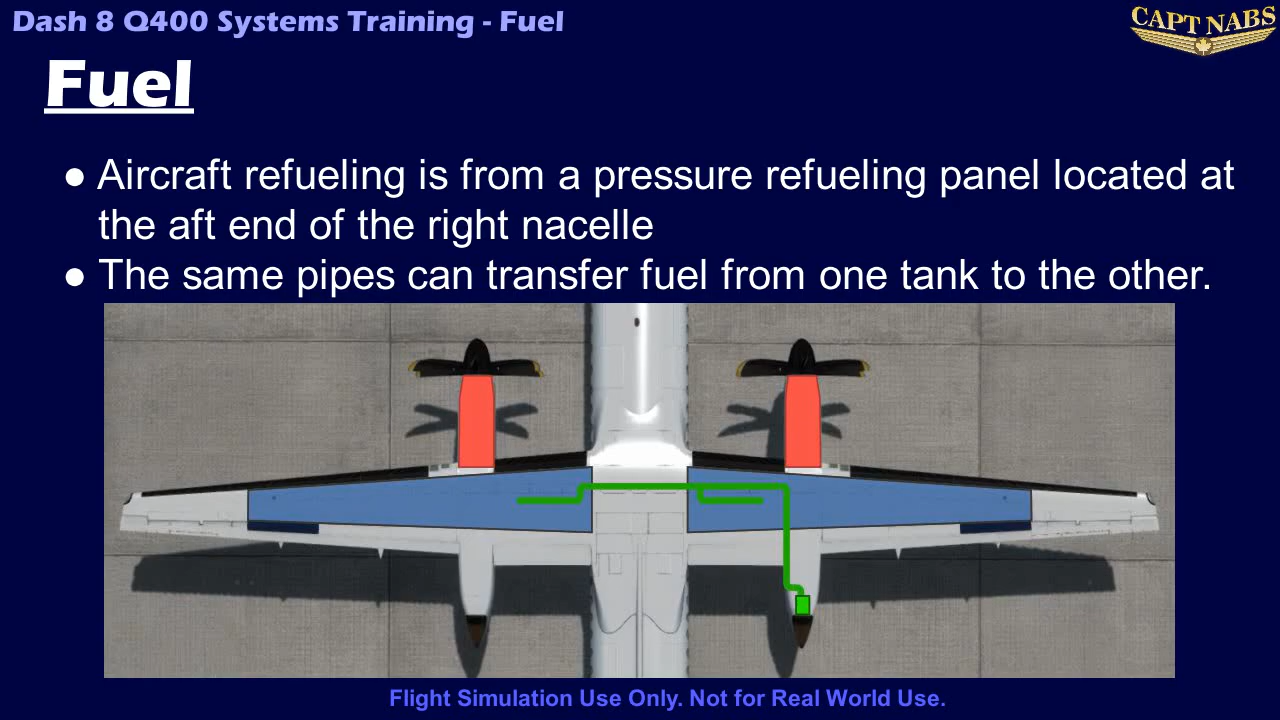 Dash 8 Q400 Systems Training - Fuel
CAPT NABS
Fuel
● Aircraft refueling is from a pressure refueling panel located at
the aft end of the right nacelle
● The same pipes can transfer fuel from one tank to the other.
Flight Simulation Use Only. Not for Real World Use.